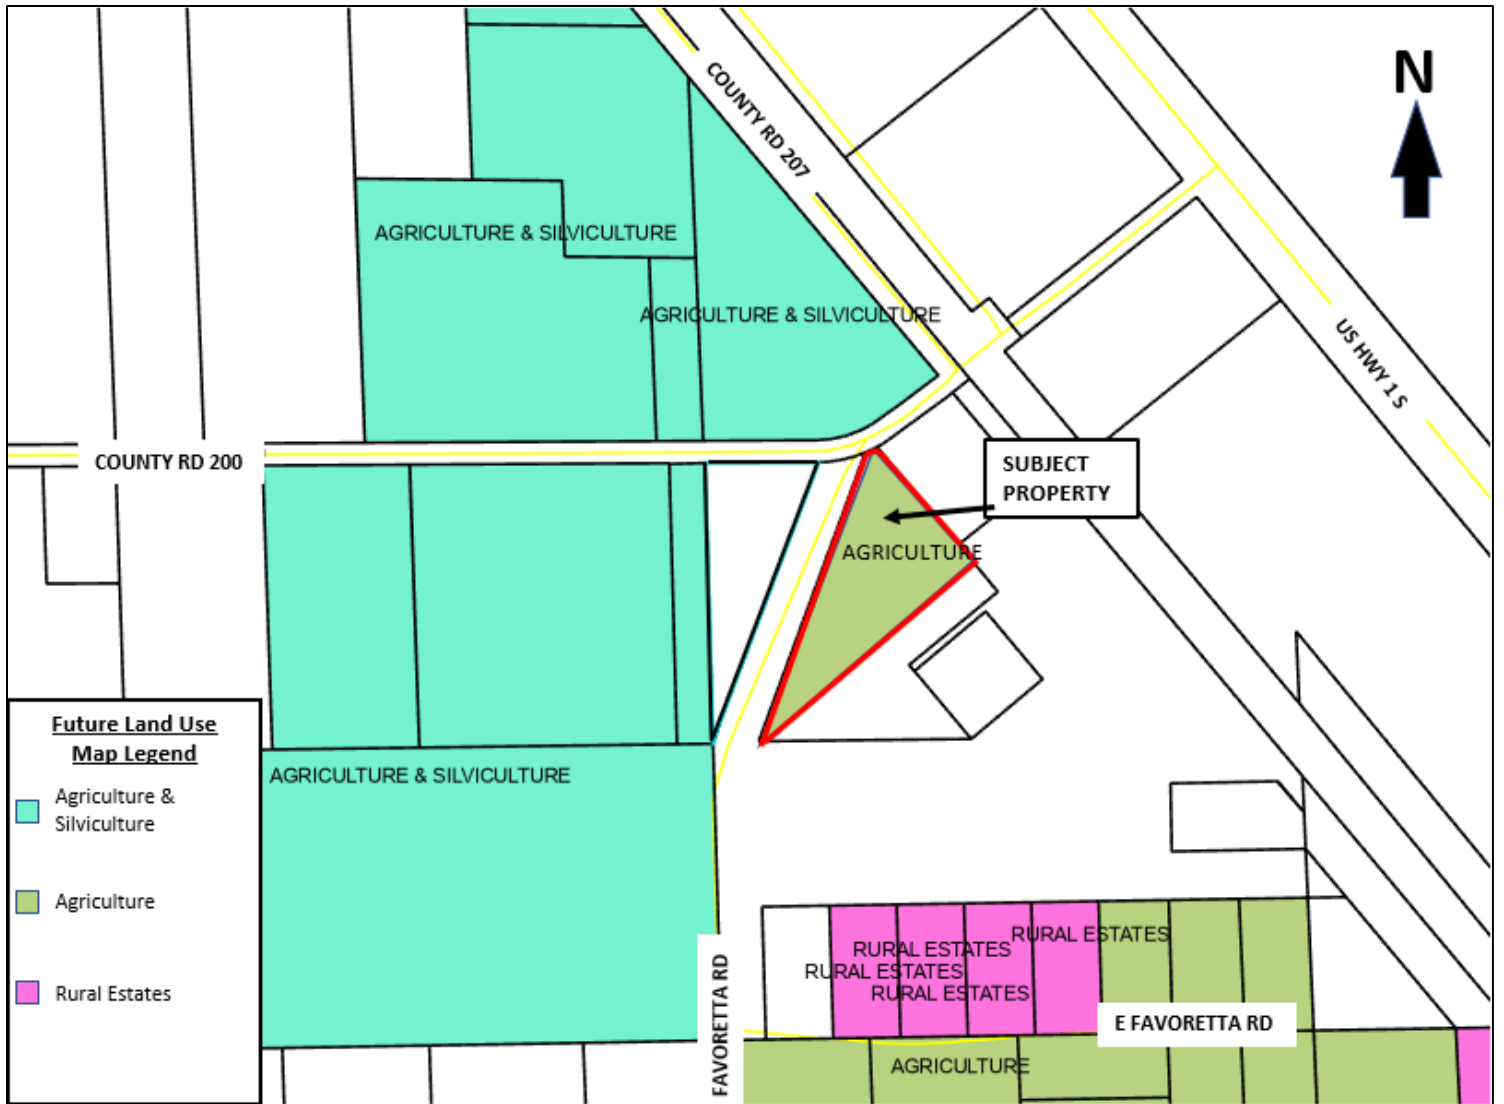 N
COUNTY RD 207
AGRICULTURE & SILVICULTURE
AGRICULTURE & SILVICULTURE
US HWY 1 S
COUNTY RD 200
SUBJECT
PROPERTY
AGRICULTURE
Future Land Use
Map Legend
Agriculture &
Silviculture
Agriculture
Rural Estates
AGRICULTURE & SILVICULTURE
RURAL ESTATES
RURAL ESTATES
RURAL ESTATES
RURAL ESTATES
FAVORETTA RD
E FAVORETTA RD
AGRICULTURE